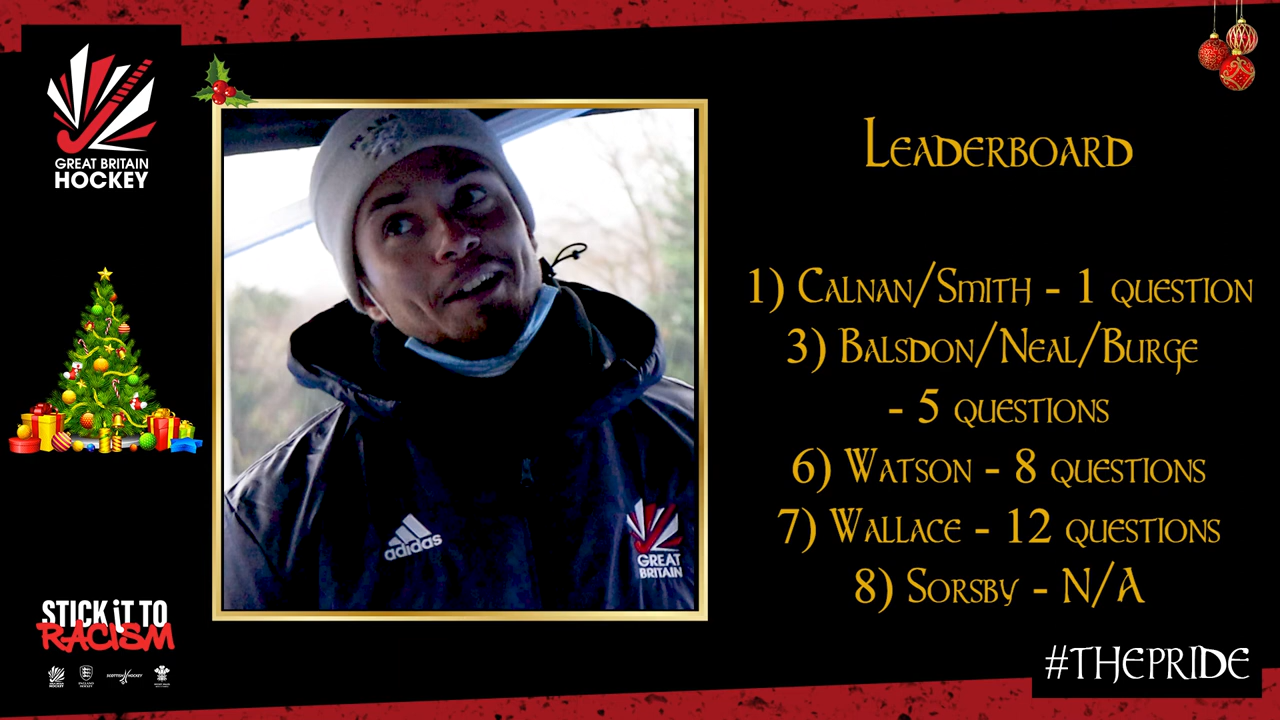 GREAT BRITAIN
HOCKEY
Leaderboard
1) Calnan/Smith - 1 question
3) Balsdon/Neal/Burge
- 5 questions
6) Watson - 8 questions
7) Wallace - 12 questions
8) Sorsby - N/A
adidas
GREAT
BRITAIN
STICK iT TO
RACISM
#THEPRIDE